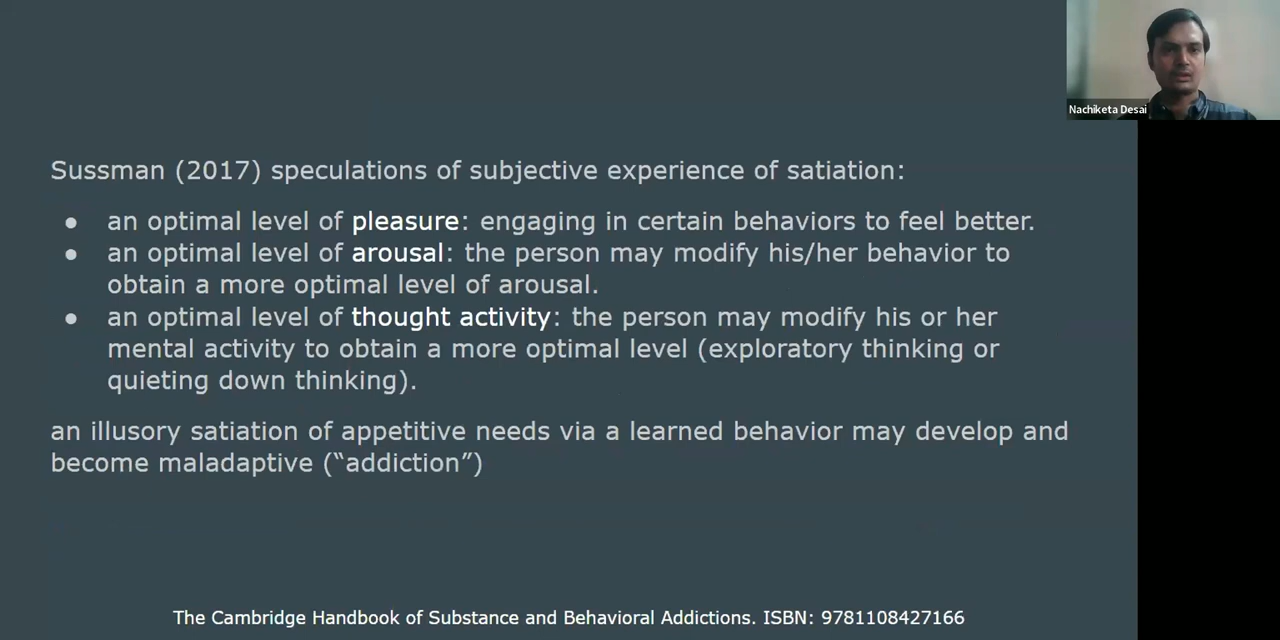 Nachiketa Desai
Sussman (2017) speculations of subjective experience of satiation:
● an optimal level of pleasure: engaging in certain behaviors to feel better.
● an optimal level of arousal: the person may modify his/her behavior to
obtain a more optimal level of arousal.
● an optimal level of thought activity: the person may modify his or her
mental activity to obtain a more optimal level (exploratory thinking or
quieting down thinking).
an illusory satiation of appetitive needs via a learned behavior may develop and
become maladaptive (“addiction”)
The Cambridge Handbook of Substance and Behavioral Addictions. ISBN: 9781108427166